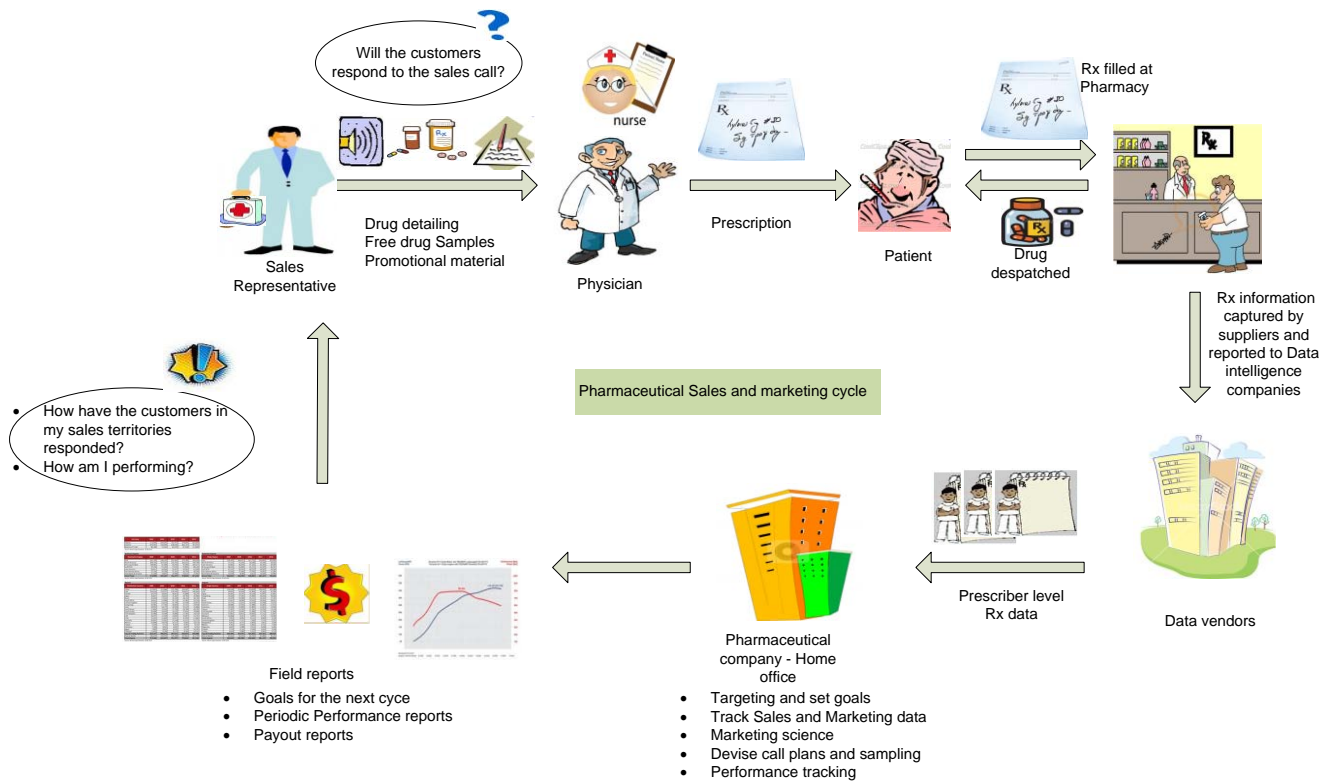 Will the customers
respond to the sales call?
nurse
Rx filled at
Pharmacy
Rx
Rx
Rx
Rx
Rx
Drug detailing
Free drug Samples
Promotional material
Prescription
Sales
Representative
Physician
Patient
Drug
despatched
Rx information
captured by
suppliers and
reported to Data
intelligence
companies
Pharmaceutical Sales and marketing cycle
• How have the customers in
my sales territories
responded?
• How am I performing?
$
Prescriber level
Rx data
Data vendors
Pharmaceutical
company - Home
office
• Targeting and set goals
• Track Sales and Marketing data
• Marketing science
• Devise call plans and sampling
• Performance tracking
Field reports
• Goals for the next cyce
• Periodic Performance reports
• Payout reports